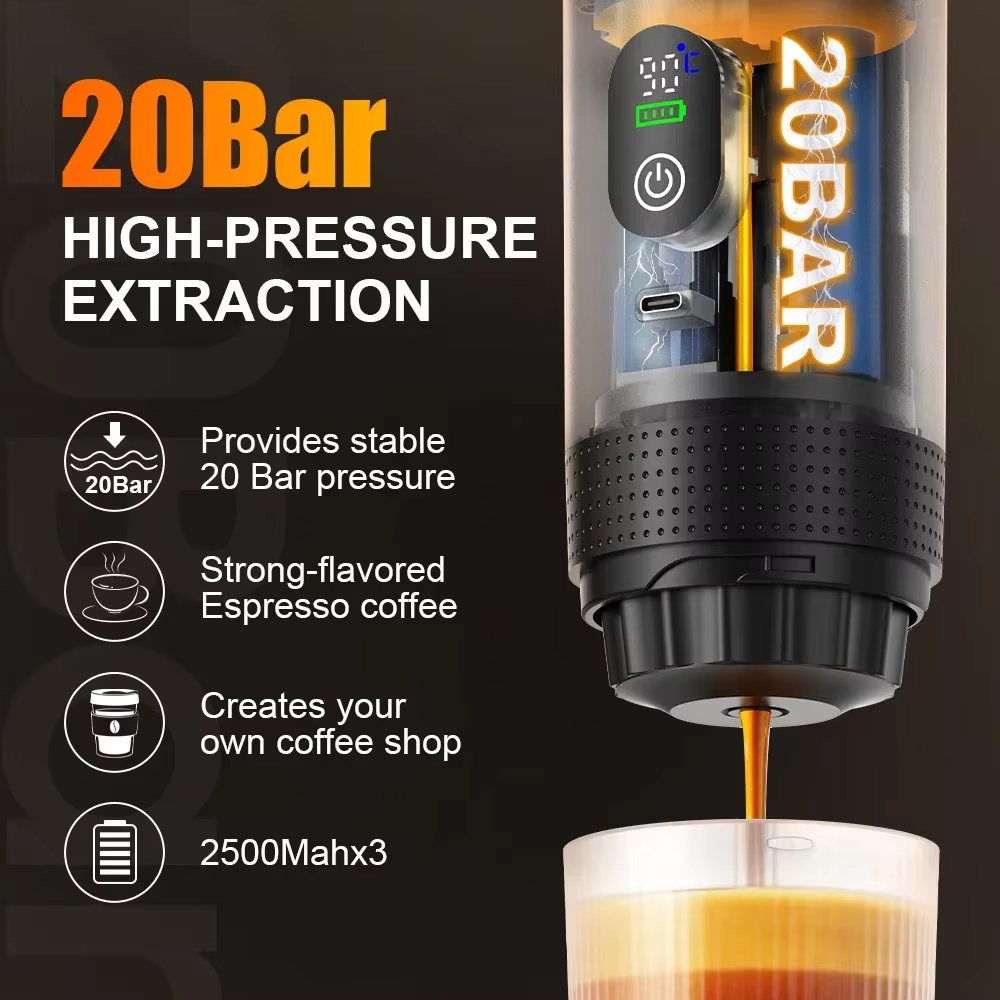 20Bar
HIGH-PRESSURE
EXTRACTION
20Bar
Provides stable
20 Bar pressure
Strong-flavored
Espresso coffee
Creates your
own coffee shop
2500Mahx3
90°C
20BAR
20Bar